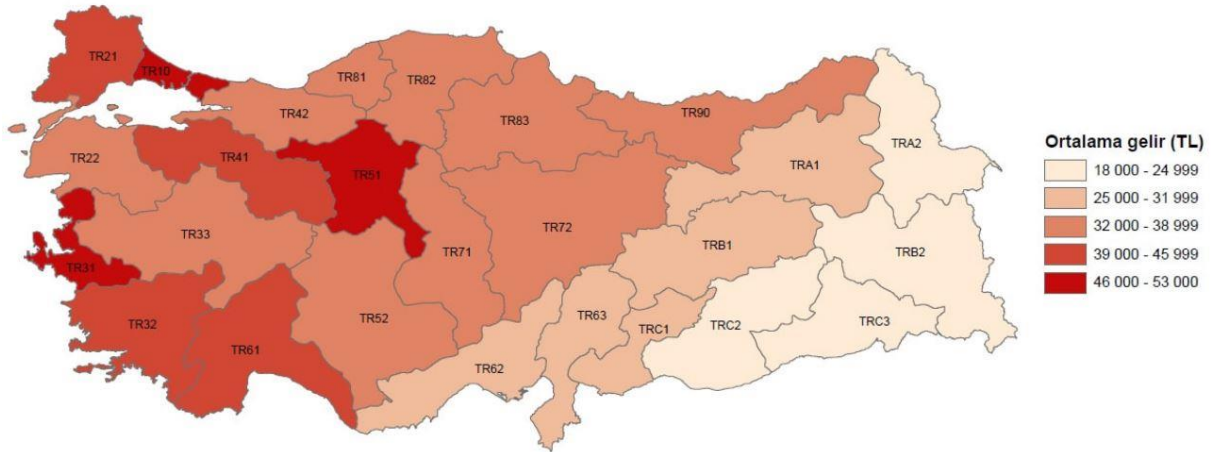 TR21
TR10
TR81
TR82
TR42
TR83
TR90
TR22
TR41
TR51
TRA1
TRA2
TR33
TR71
TR72
TRB1
TRB2
TR31
TR32
TR61
TR52
TR62
TR63
TRC1
TRC2
TRC3
Ortalama gelir (TL)
18 000 - 24 999
25 000 - 31 999
32 000 - 38 999
39 000 - 45 999
46 000 - 53 000